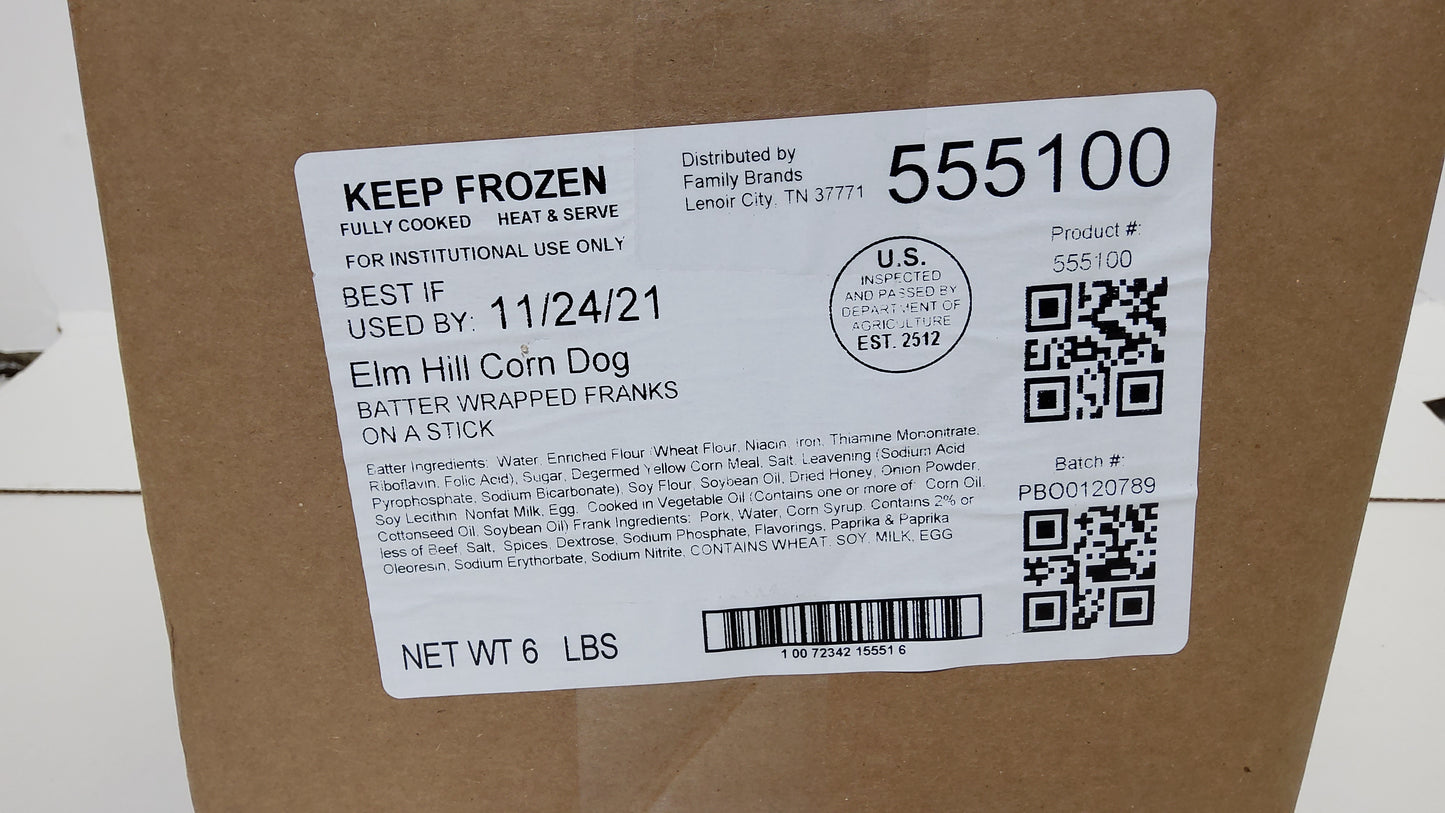 KEEP FROZEN
FULLY COOKED HEAT & SERVE
FOR INSTITUTIONAL USE ONLY
BEST IF
USED BY: 11/24/21
Elm Hill Corn Dog
BATTER WRAPPED FRANKS
ON A STICK
Batter Ingredients: Water, Enriched Flour (Wheat Flour, Niacin, Iron, Thiamine Mononitrate,
Riboflavin, Folic Acid), Sugar, Degermed Yellow Corn Meal, Salt, Leavening (Sodium Acid
Pyrophosphate, Sodium Bicarbonate), Soy Flour, Soybean Oil, Dried Honey, Onion Powder,
Soy Lecithin, Nonfat Milk, Egg. Cooked in Vegetable Oil (Contains one or more of: Corn Oil,
Cottonseed Oil, Soybean Oil) Frank Ingredients: Pork, Water, Corn Syrup, Contains 2% or
less of Beef, Salt, Spices, Dextrose, Sodium Phosphate, Flavorings, Paprika & Paprika
Oleoresin, Sodium Erythorbate, Sodium Nitrite. CONTAINS WHEAT, SOY, MILK, EGG
NET WT 6 LBS
Distributed by
Family Brands
Lenoir City, TN 37771
555100
U.S.
INSPECTED
AND PASSED BY
DEPARTMENT OF
AGRICULTURE
EST. 2512
Product #:
555100
Batch #:
PBO0120789
1 00 72342 15551 6